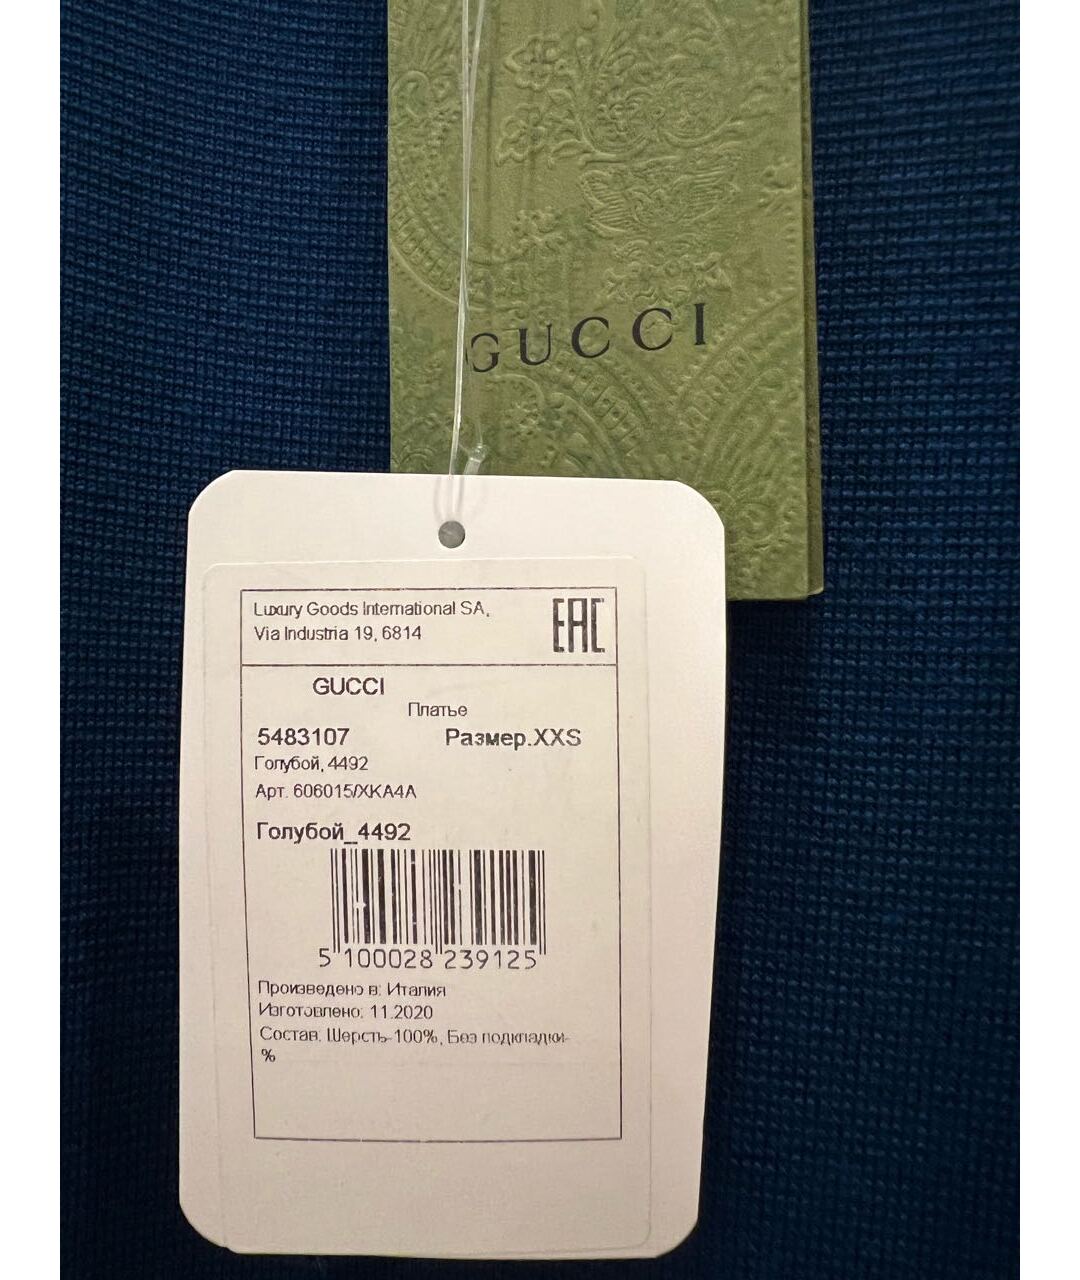 GUCCI
Luxury Goods International SA,
Via Industria 19, 6814
EAC
GUCCI
Платье
5483107 Размер.XXS
Голубой, 4492
Арт. 606015/XKA4A
Голубой_4492
5 100028 239125
Произведено в: Италия
Изготовлено: 11.2020
Состав: Шерсть-100%, Без подкладки-
%